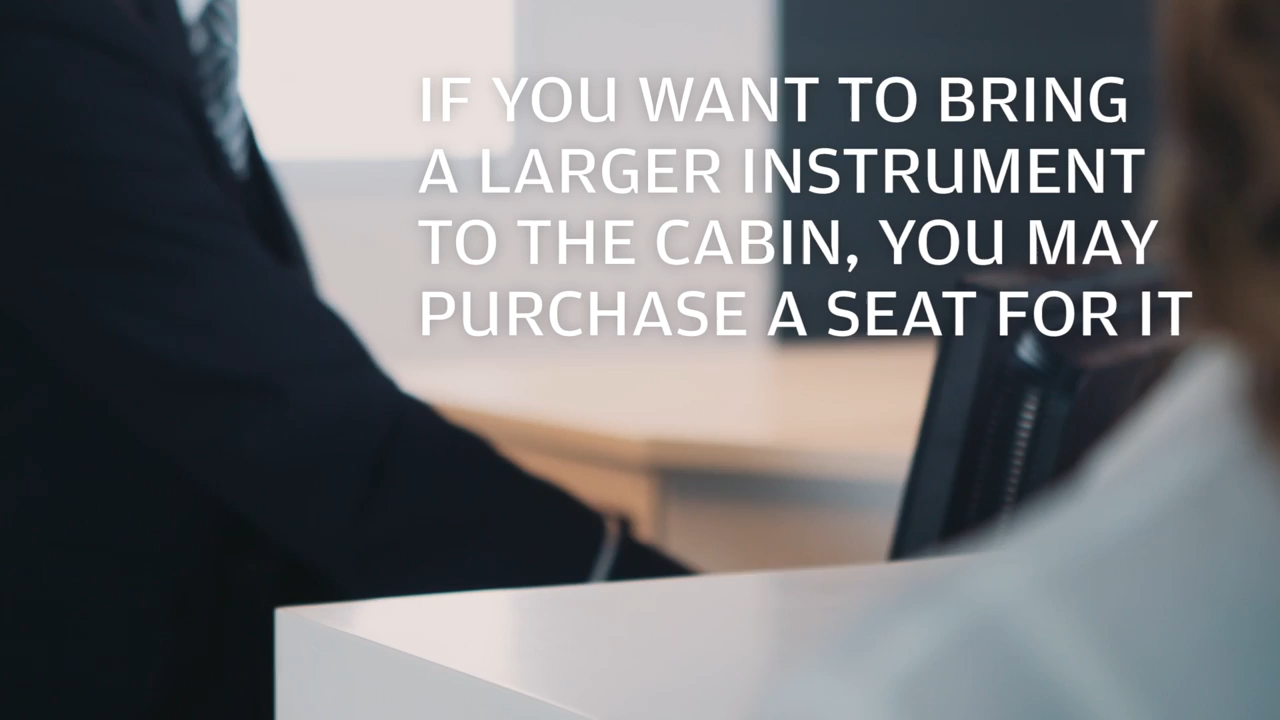 IF YOU WANT TO BRING
A LARGER INSTRUMENT
TO THE CABIN, YOU MAY
PURCHASE A SEAT FOR IT